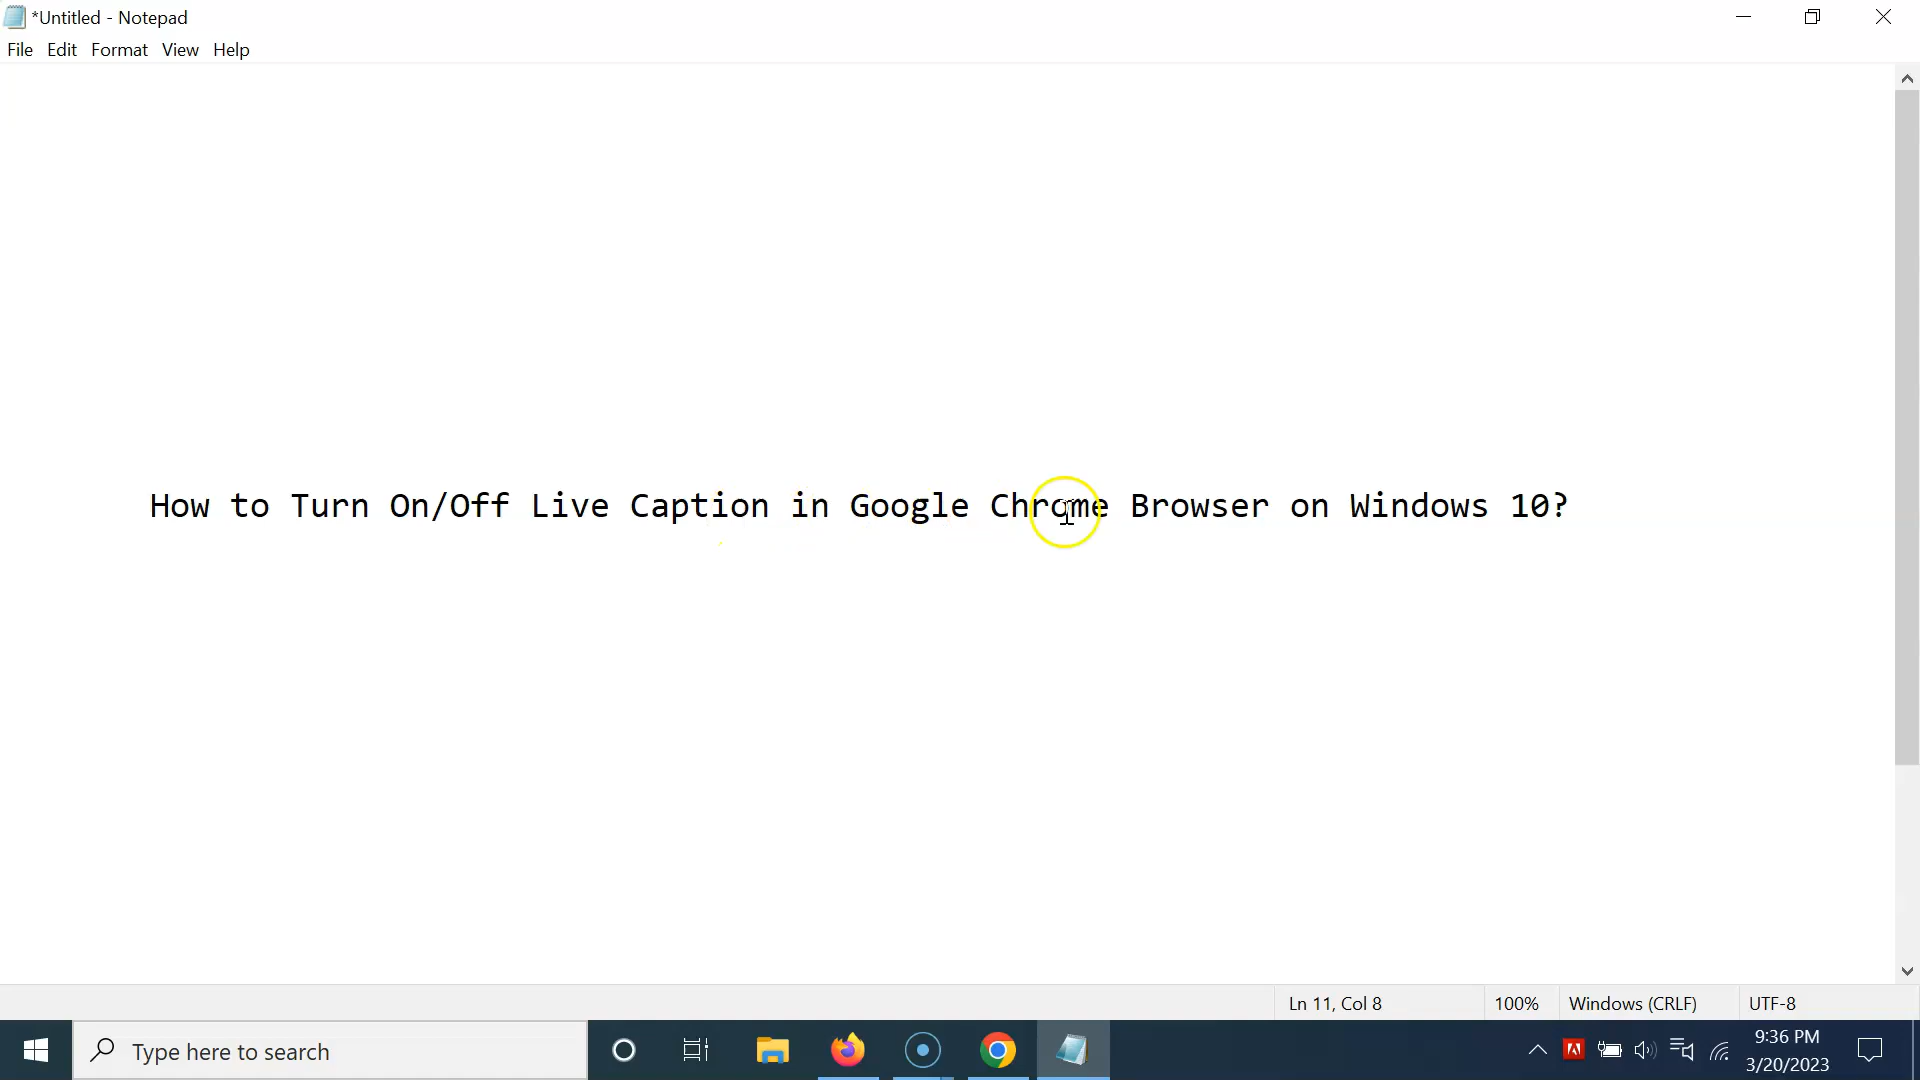 *Untitled - Notepad
File Edit Format View Help
How to Turn On/Off Live Caption in Google Chrome Browser on Windows 10?
Ln 11, Col 8 100% Windows (CRLF) UTF-8
Type here to search
9:36 PM
3/20/2023